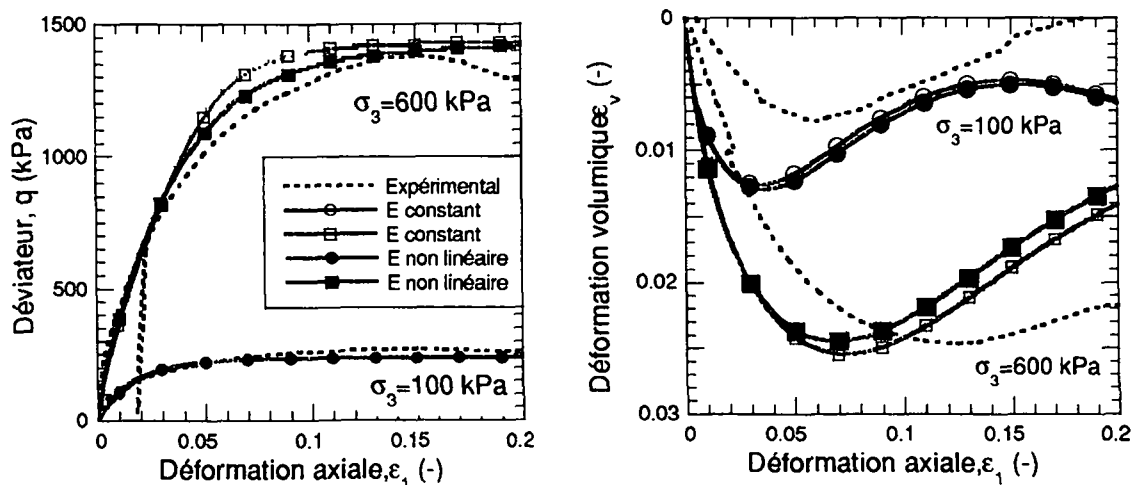 1500
1000
500
0
0
0.05
0.1
0.15
0.2
Déviateur, q (kPa)
Déformation axiale,ε₁ (-)
σ₃=600 kPa
Expérimental
E constant
E constant
E non linéaire
E non linéaire
σ₃=100 kPa
0
0.01
0.02
0.03
0
0.05
0.1
0.15
0.2
Déformation volumiqueεᵥ (-)
Déformation axiale,ε₁ (-)
σ₃=100 kPa
σ₃=600 kPa